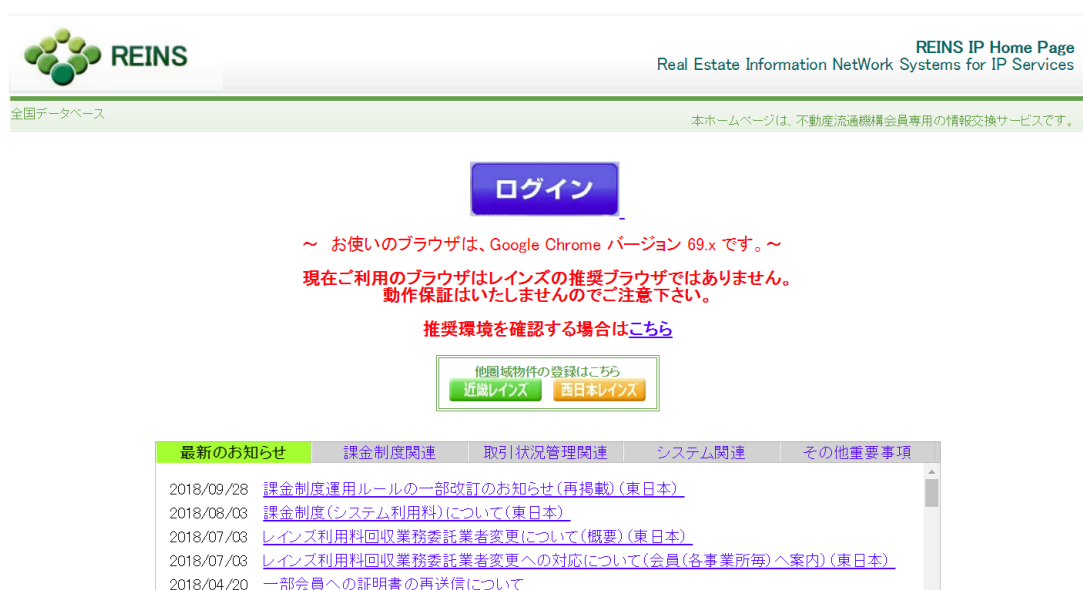 REINS
REINS IP Home Page
Real Estate Information NetWork Systems for IP Services
全国データベース
本ホームページは、不動産流通機構会員専用の情報交換サービスです。
ログイン
～ お使いのブラウザは、Google Chrome バージョン 69.x です。～
現在ご利用のブラウザはレインズの推奨ブラウザではありません。
動作保証はいたしませんのでご注意下さい。
推奨環境を確認する場合はこちら
他圏域物件の登録はこちら
近畿レインズ 西日本レインズ
最新のお知らせ 課金制度関連 取引状況管理関連 システム関連 その他重要事項
2018/09/28 課金制度運用ルールの一部改訂のお知らせ(再掲載)(東日本)
2018/08/03 課金制度(システム利用料)について(東日本)
2018/07/03 レインズ利用料回収業務委託業者変更について(概要)(東日本)
2018/07/03 レインズ利用料回収業務委託業者変更への対応について(会員(各事業所毎)へ案内)(東日本)
2018/04/20 一部会員への証明書の再送信について